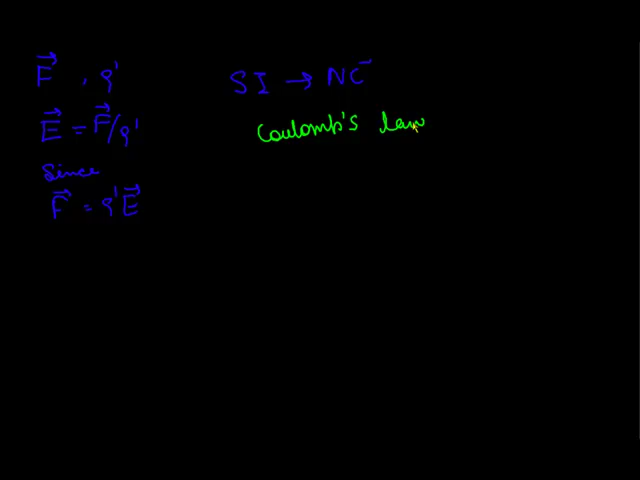 F⃗ , q'
SI → NC⁻
E⃗ = F⃗/q'
Coulomb's law
Since
F⃗ = q'E⃗